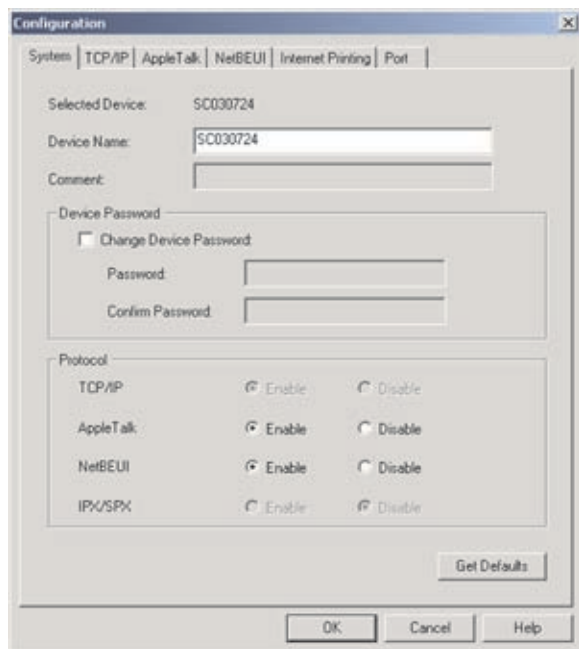 Configuration
System TCP/IP AppleTalk NetBEUI Internet Printing Port
Selected Device: SC030724
Device Name: SC030724
Comment:
Device Password
Change Device Password
Password
Confirm Password
Protocol
TCP/IP Enable Disable
AppleTalk Enable Disable
NetBEUI Enable Disable
IPX/SPX Enable Disable
Get Defaults
OK Cancel Help